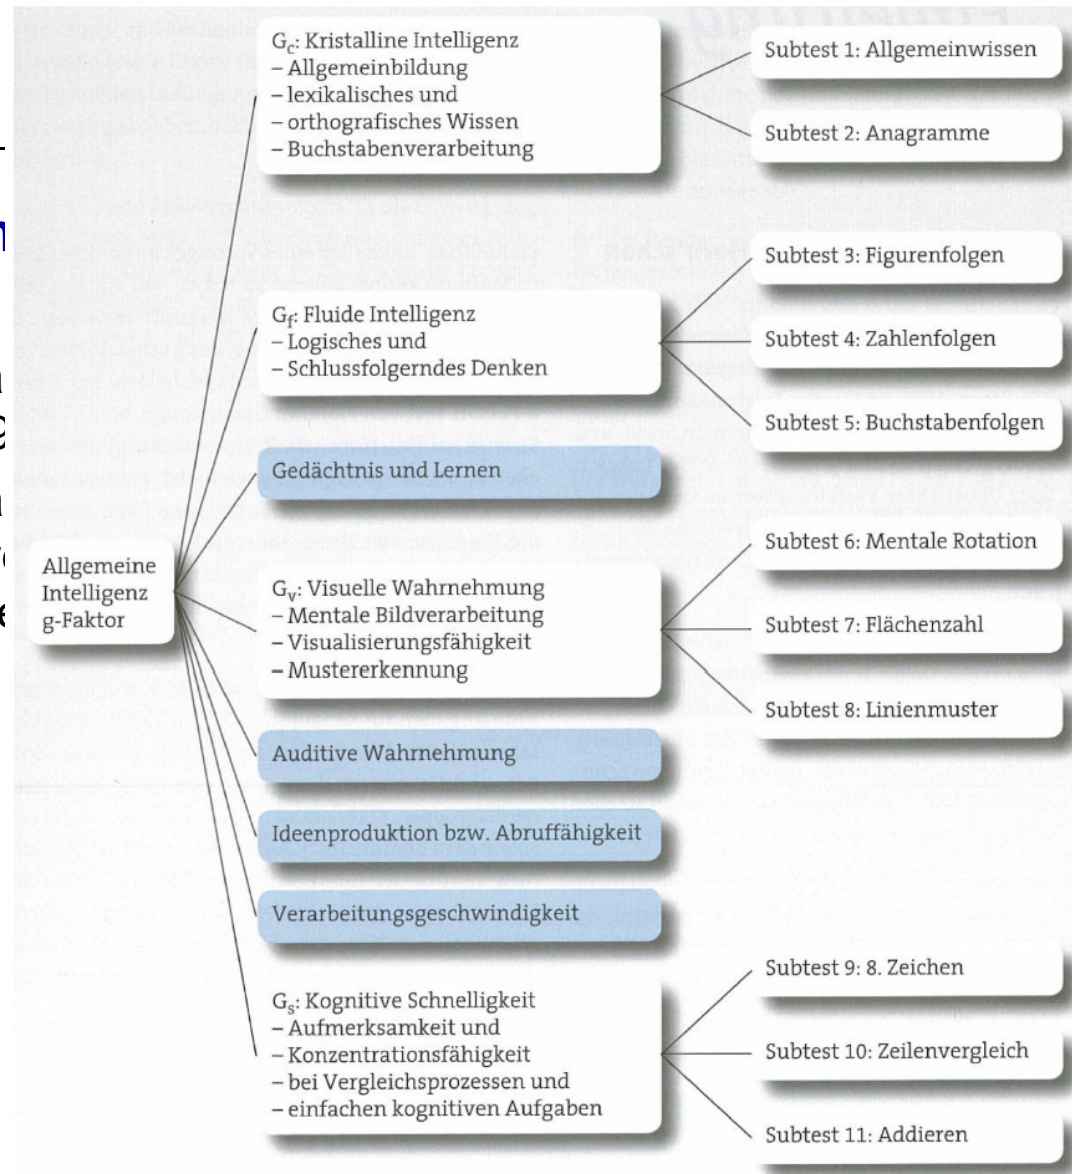 Allgemeine
Intelligenz
g-Faktor
Gc: Kristalline Intelligenz
– Allgemeinbildung
– lexikalisches und
– orthografisches Wissen
– Buchstabenverarbeitung
Subtest 1: Allgemeinwissen
Subtest 2: Anagramme
Gf: Fluide Intelligenz
– Logisches und
– Schlussfolgerndes Denken
Subtest 3: Figurenfolgen
Subtest 4: Zahlenfolgen
Subtest 5: Buchstabenfolgen
Gedächtnis und Lernen
Gv: Visuelle Wahrnehmung
– Mentale Bildverarbeitung
– Visualisierungsfähigkeit
– Mustererkennung
Subtest 6: Mentale Rotation
Subtest 7: Flächenzahl
Subtest 8: Linienmuster
Auditive Wahrnehmung
Ideenproduktion bzw. Abruffähigkeit
Verarbeitungsgeschwindigkeit
Gs: Kognitive Schnelligkeit
– Aufmerksamkeit und
– Konzentrationsfähigkeit
– bei Vergleichsprozessen und
– einfachen kognitiven Aufgaben
Subtest 9: 8. Zeichen
Subtest 10: Zeilenvergleich
Subtest 11: Addieren